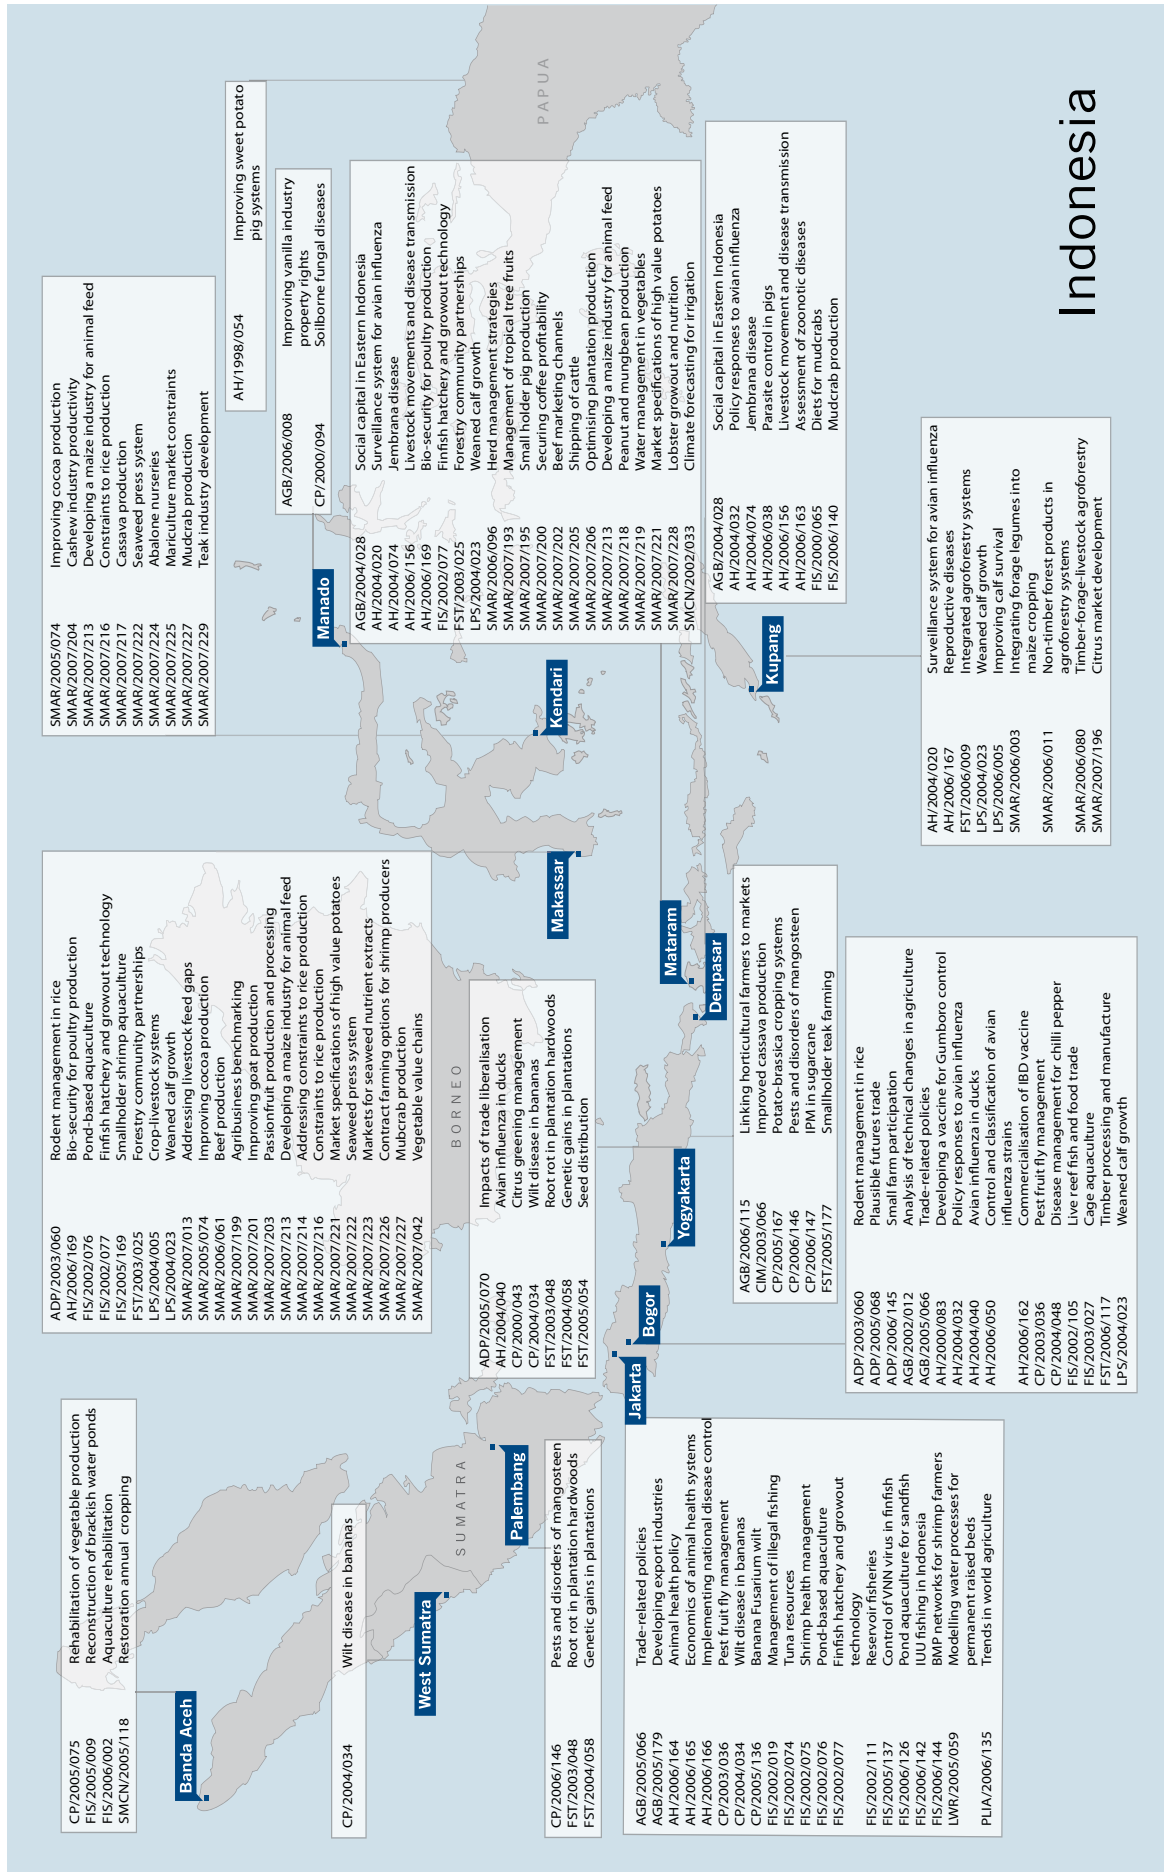 CP/2005/075 Rehabilitation of vegetable production
FIS/2005/009 Reconstruction of brackish water ponds
FIS/2006/002 Aquaculture rehabilitation
SMCN/2005/118 Restoration annual cropping
Banda Aceh
CP/2004/034 Wilt disease in bananas
West Sumatra
SUMATRA
Palembang
CP/2006/146 Pests and disorders of mangosteen
FST/2003/048 Root rot in plantation hardwoods
FST/2004/058 Genetic gains in plantations
AGB/2005/066 Trade-related policies
AGB/2005/179 Developing export industries
AH/2006/164 Animal health policy
AH/2006/165 Economics of animal health systems
AH/2006/166 Implementing national disease control
CP/2003/036 Pest fruit fly management
CP/2004/034 Wilt disease in bananas
CP/2005/136 Banana Fusarium wilt
FIS/2002/019 Management of illegal fishing
FIS/2002/074 Tuna resources
FIS/2002/075 Shrimp health management
FIS/2002/076 Pond-based aquaculture
FIS/2002/077 Finfish hatchery and growout
technology
FIS/2002/111 Reservoir fisheries
FIS/2005/137 Control of VNN virus in finfish
FIS/2006/126 Pond aquaculture for sandfish
FIS/2006/142 IUU fishing in Indonesia
FIS/2006/144 BMP networks for shrimp farmers
LWR/2005/059 Modelling water processes for
permanent raised beds
PLIA/2006/135 Trends in world agriculture
ADP/2003/060 Rodent management in rice
AH/2006/169 Bio-security for poultry production
FIS/2002/076 Pond-based aquaculture
FIS/2002/077 Finfish hatchery and growout technology
FIS/2005/169 Smallholder shrimp aquaculture
FST/2003/025 Forestry community partnerships
LPS/2004/005 Crop-livestock systems
LPS/2004/023 Weaned calf growth
SMAR/2007/013 Addressing livestock feed gaps
SMAR/2005/074 Improving cocoa production
SMAR/2006/061 Beef production
SMAR/2007/199 Agribusiness benchmarking
SMAR/2007/201 Improving goat production
SMAR/2007/203 Passionfruit production and processing
SMAR/2007/213 Developing a maize industry for animal feed
SMAR/2007/214 Addressing constraints to rice production
SMAR/2007/216 Constraints to rice production
SMAR/2007/221 Market specifications of high value potatoes
SMAR/2007/222 Seaweed press system
SMAR/2007/223 Markets for seaweed nutrient extracts
SMAR/2007/226 Contract farming options for shrimp producers
SMAR/2007/227 Mubcrab production
SMAR/2007/042 Vegetable value chains
BORNEO
Makassar
ADP/2005/070 Impacts of trade liberalisation
AH/2004/040 Avian influenza in ducks
CP/2000/043 Citrus greening management
CP/2004/034 Wilt disease in bananas
FST/2003/048 Root rot in plantation hardwoods
FST/2004/058 Genetic gains in plantations
FIS/2005/054 Seed distribution
Jakarta
Bogor
Yogyakarta
Mataram
Denpasar
AGB/2006/115 Linking horticultural farmers to markets
CIM/2003/066 Improved cassava production
CP/2005/167 Potato-brassica cropping systems
CP/2006/146 Pests and disorders of mangosteen
CP/2006/147 IPM in sugarcane
FST/2005/177 Smallholder teak farming
ADP/2003/060 Rodent management in rice
ADP/2005/068 Plausible futures trade
ADP/2006/145 Small farm participation
AGB/2002/012 Analysis of technical changes in agriculture
AGB/2005/066 Trade-related policies
AH/2000/083 Developing a vaccine for Gumboro control
AH/2004/032 Policy responses to avian influenza
AH/2004/040 Avian influenza in ducks
AH/2006/050 Control and classification of avian
influenza strains
AH/2006/162 Commercialisation of IBD vaccine
CP/2003/036 Pest fruit fly management
CP/2004/048 Disease management for chilli pepper
FIS/2002/105 Live reef fish and food trade
FIS/2003/027 Cage aquaculture
FST/2006/117 Timber processing and manufacture
LPS/2004/023 Weaned calf growth
SMAR/2005/074 Improving cocoa production
SMAR/2007/204 Cashew industry productivity
SMAR/2007/213 Developing a maize industry for animal feed
SMAR/2007/216 Constraints to rice production
SMAR/2007/217 Cassava production
SMAR/2007/222 Seaweed press system
SMAR/2007/224 Abalone nurseries
SMAR/2007/225 Mariculture market constraints
SMAR/2007/227 Mudcrab production
SMAR/2007/229 Teak industry development
AH/1998/054 Improving sweet potato
pig systems
AGB/2006/008 Improving vanilla industry
property rights
CP/2000/094 Soilborne fungal diseases
Manado
Kendari
PAPUA
AGB/2004/028 Social capital in Eastern Indonesia
AH/2004/020 Surveillance system for avian influenza
AH/2004/074 Jembrana disease
AH/2006/156 Livestock movements and disease transmission
AH/2006/169 Bio-security for poultry production
FIS/2002/077 Finfish hatchery and growout technology
FST/2003/025 Forestry community partnerships
LPS/2004/023 Weaned calf growth
SMAR/2006/096 Herd management strategies
SMAR/2007/193 Management of tropical tree fruits
SMAR/2007/195 Small holder pig production
SMAR/2007/200 Securing coffee profitability
SMAR/2007/202 Beef marketing channels
SMAR/2007/205 Shipping of cattle
SMAR/2007/206 Optimising plantation production
SMAR/2007/213 Developing a maize industry for animal feed
SMAR/2007/218 Peanut and mungbean production
SMAR/2007/219 Water management in vegetables
SMAR/2007/221 Market specifications of high value potatoes
SMAR/2007/228 Lobster growout and nutrition
SMCN/2002/033 Climate forecasting for irrigation
AGB/2004/028 Social capital in Eastern Indonesia
AH/2004/032 Policy responses to avian influenza
AH/2004/074 Jembrana disease
AH/2006/038 Parasite control in pigs
AH/2006/156 Livestock movement and disease transmission
AH/2006/163 Assessment of zoonotic diseases
FIS/2000/065 Diets for mudcrabs
FIS/2006/140 Mudcrab production
Kupang
AH/2004/020 Surveillance system for avian influenza
AH/2006/167 Reproductive diseases
FST/2006/009 Integrated agroforestry systems
LPS/2004/023 Weaned calf growth
LPS/2006/005 Improving calf survival
SMAR/2006/003 Integrating forage legumes into
maize cropping
SMAR/2006/011 Non-timber forest products in
agroforestry systems
SMAR/2006/080 Timber-forage-livestock agroforestry
SMAR/2007/196 Citrus market development
Indonesia